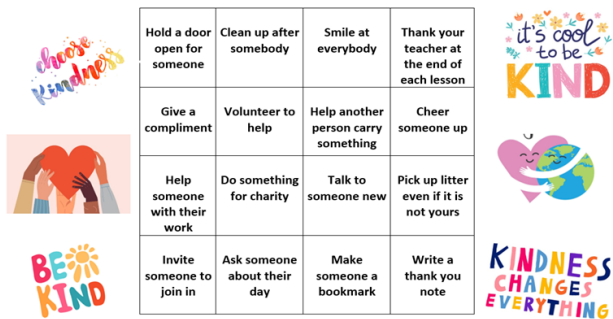 choose
kindness
BE
KIND
Hold a door
open for
someone
Clean up after
somebody
Smile at
everybody
Thank your
teacher at
the end of
each lesson
Give a
compliment
Volunteer to
help
Help another
person carry
something
Cheer
someone up
Help
someone
with their
work
Do something
for charity
Talk to
someone new
Pick up litter
even if it is
not yours
Invite
someone to
join in
Ask someone
about their
day
Make
someone a
bookmark
Write a
thank you
note
it's cool
to be
KIND
KINDNESS
CHANGES
EVERYTHING